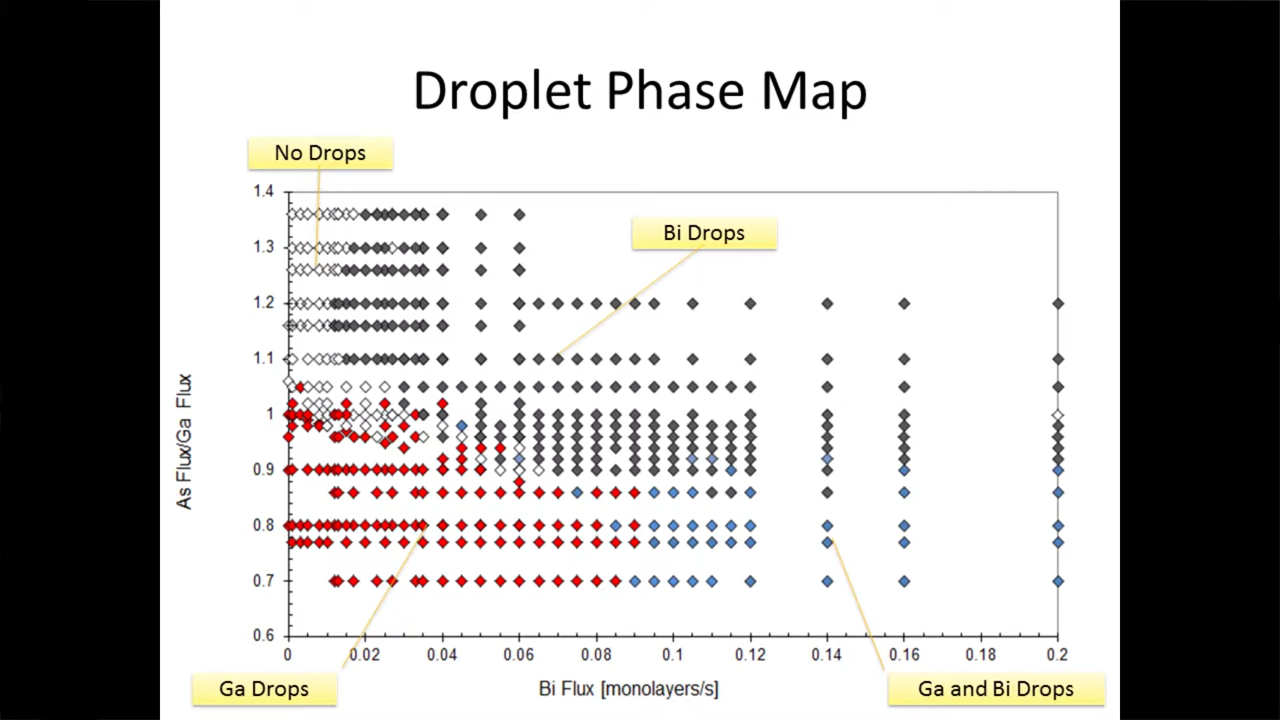 Droplet Phase Map
No Drops
Bi Drops
1.4
1.3
1.2
1.1
1
0.9
0.8
0.7
0.6
As Flux/Ga Flux
0 0.02 0.04 0.06 0.08 0.1 0.12 0.14 0.16 0.18 0.2
Bi Flux [monolayers/s]
Ga Drops
Ga and Bi Drops